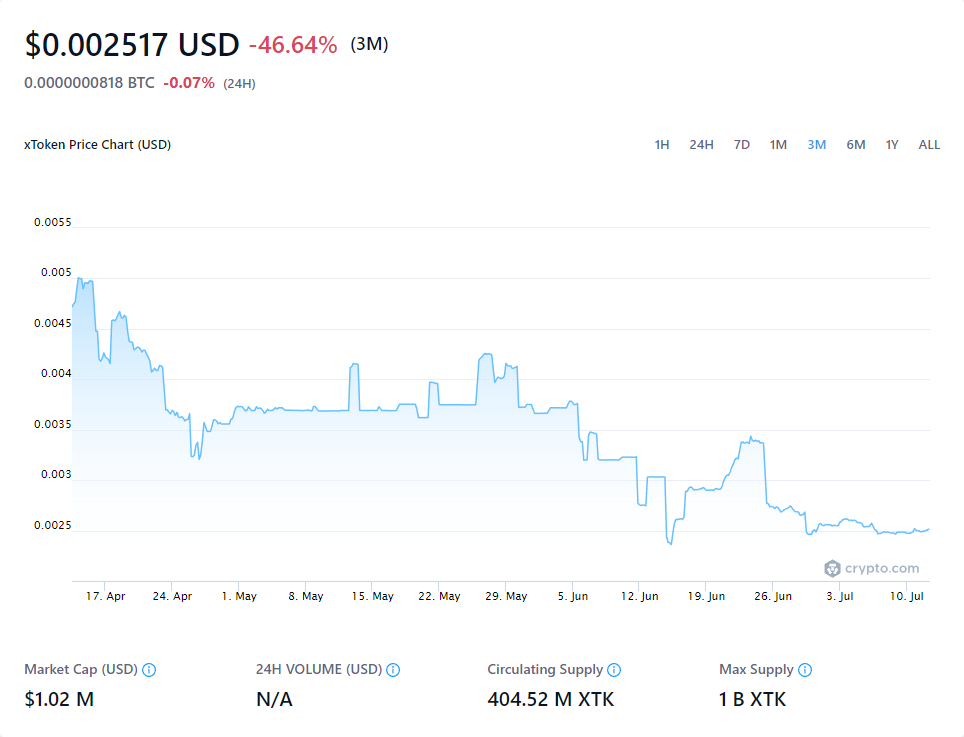 $0.002517 USD -46.64% (3M)
0.0000000818 BTC -0.07% (24H)
xToken Price Chart (USD)
1H 24H 7D 1M 3M 6M 1Y ALL
0.0055
0.005
0.0045
0.004
0.0035
0.003
0.0025
crypto.com
17. Apr 24. Apr 1. May 8. May 15. May 22. May 29. May 5. Jun 12. Jun 19. Jun 26. Jun 3. Jul 10. Jul
Market Cap (USD) 24H VOLUME (USD) Circulating Supply Max Supply
$1.02 M N/A 404.52 M XTK 1 B XTK